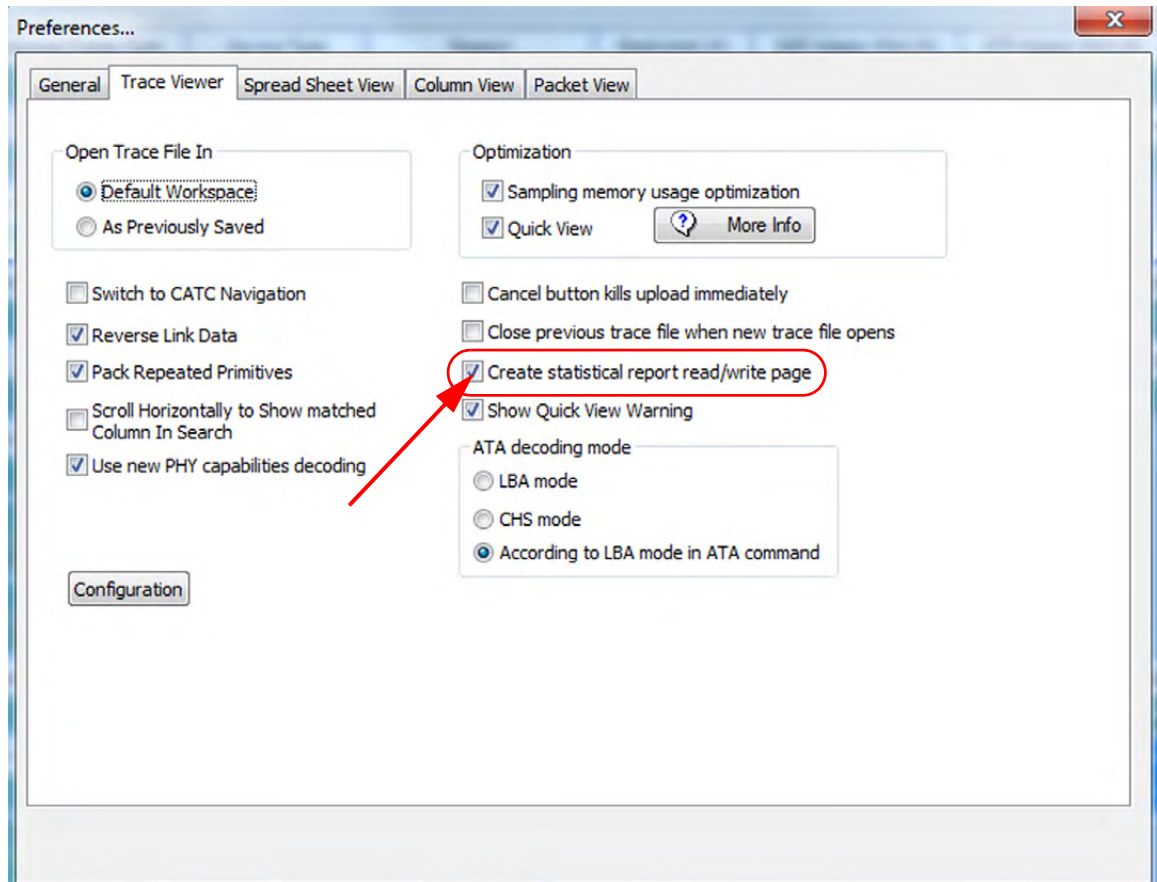 Preferences...
General Trace Viewer Spread Sheet View Column View Packet View
Open Trace File In
Default Workspace
As Previously Saved
Switch to CATC Navigation
Reverse Link Data
Pack Repeated Primitives
Scroll Horizontally to Show matched
Column In Search
Use new PHY capabilities decoding
Configuration
Optimization
Sampling memory usage optimization
Quick View More Info
Cancel button kills upload immediately
Close previous trace file when new trace file opens
Create statistical report read/write page
Show Quick View Warning
ATA decoding mode
LBA mode
CHS mode
According to LBA mode in ATA command